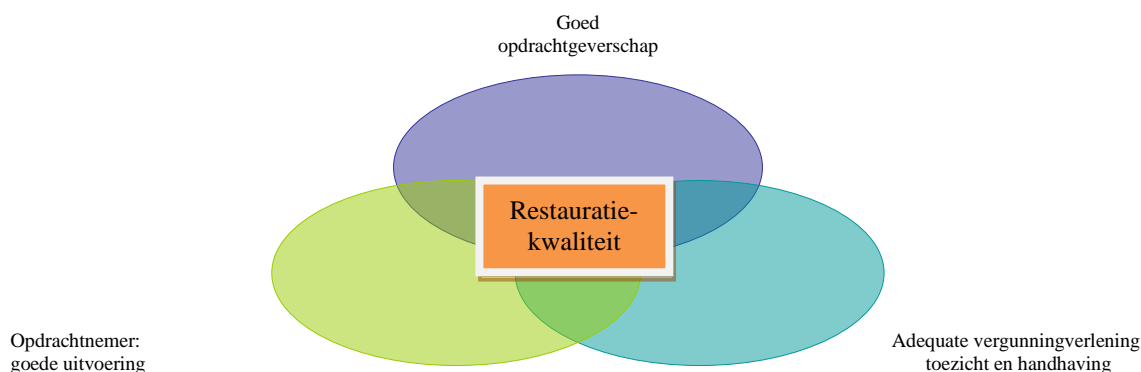 Goed
opdrachtgeverschap
Restauratie-
kwaliteit
Opdrachtnemer:
goede uitvoering
Adequate vergunningverlening
toezicht en handhaving